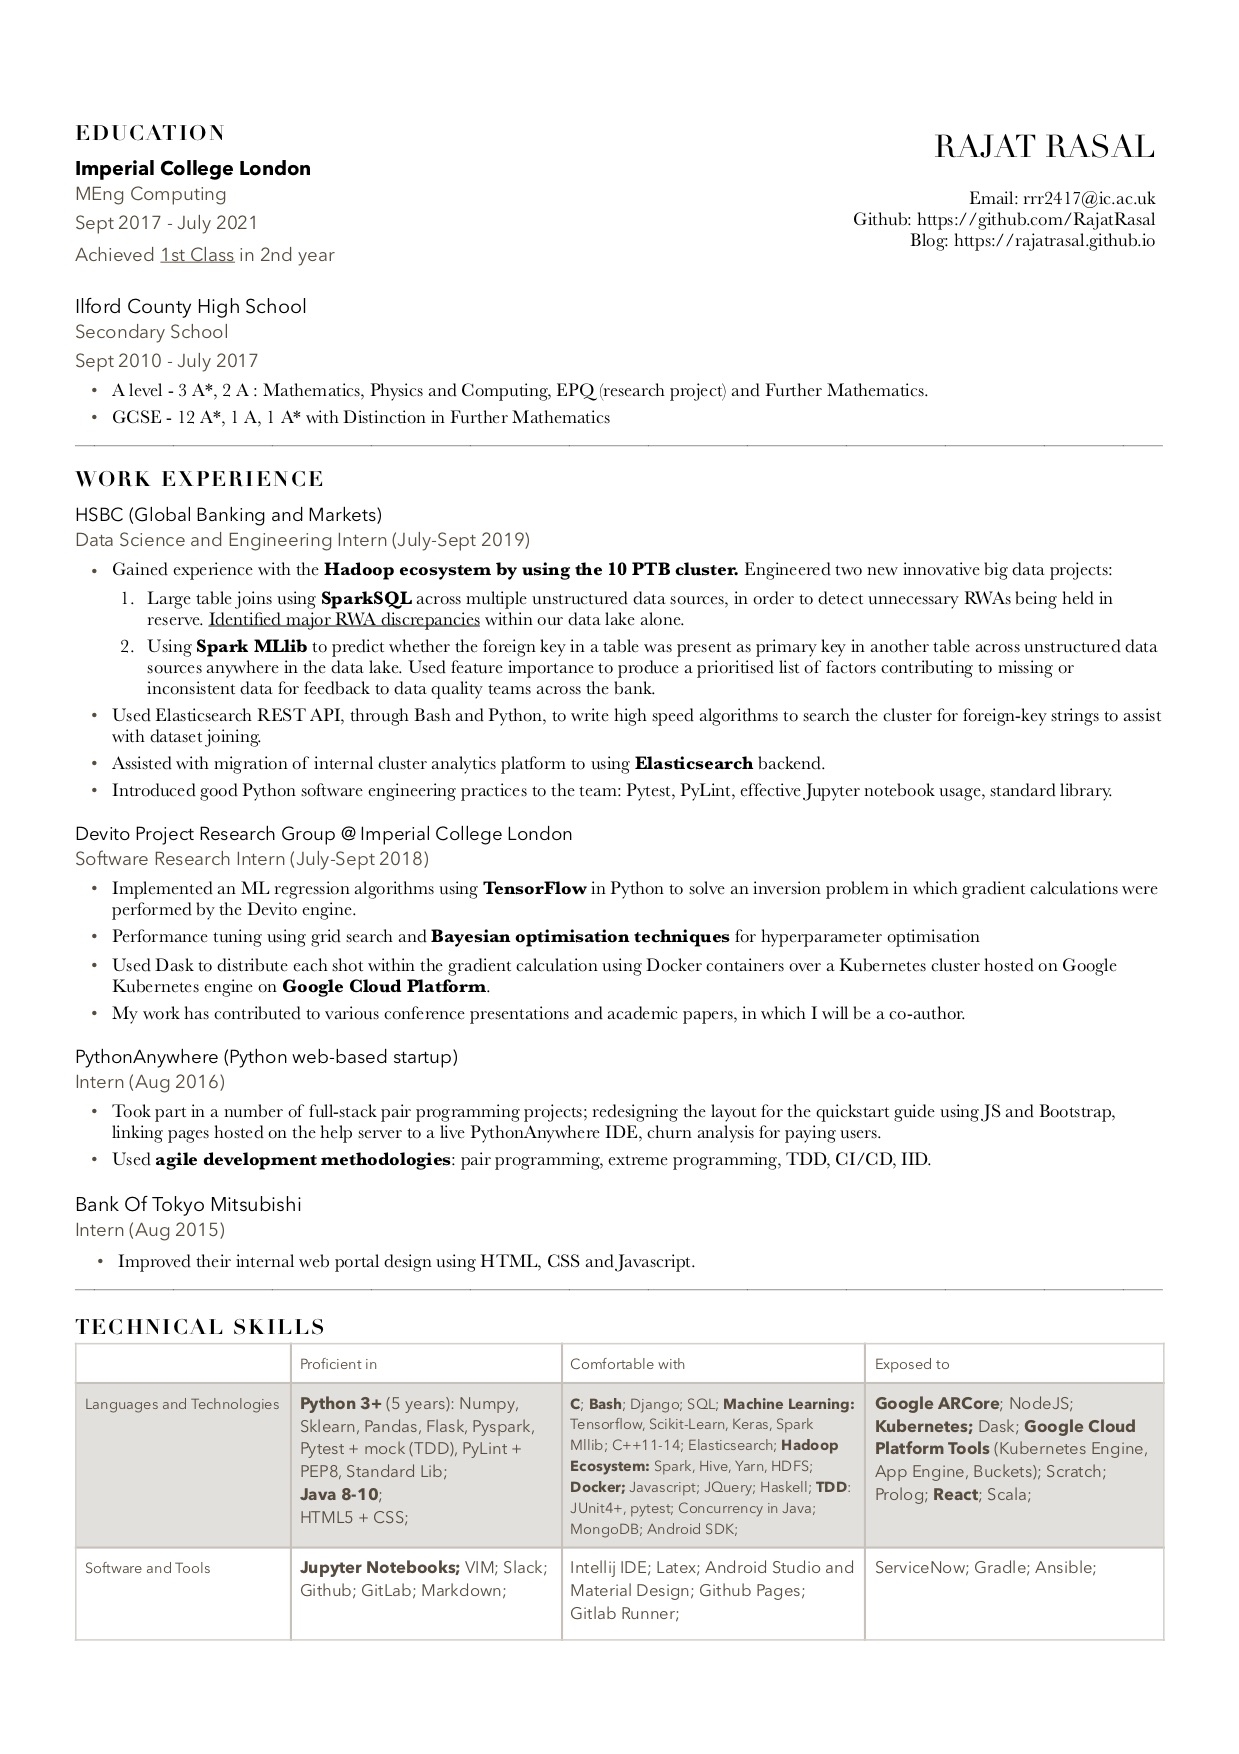 EDUCATION
Imperial College London
MEng Computing
Sept 2017 - July 2021
Achieved 1st Class in 2nd year
RAJAT RASAL
Email: rrr2417@ic.ac.uk
Github: https://github.com/RajatRasal
Blog: https://rajatrasal.github.io
Ilford County High School
Secondary School
Sept 2010 - July 2017
• A level - 3 A*, 2 A : Mathematics, Physics and Computing, EPQ (research project) and Further Mathematics.
• GCSE - 12 A*, 1 A, 1 A* with Distinction in Further Mathematics
WORK EXPERIENCE
HSBC (Global Banking and Markets)
Data Science and Engineering Intern (July-Sept 2019)
• Gained experience with the Hadoop ecosystem by using the 10 PTB cluster. Engineered two new innovative big data projects:
1. Large table joins using SparkSQL across multiple unstructured data sources, in order to detect unnecessary RWAs being held in
reserve. Identified major RWA discrepancies within our data lake alone.
2. Using Spark MLlib to predict whether the foreign key in a table was present as primary key in another table across unstructured data
sources anywhere in the data lake. Used feature importance to produce a prioritised list of factors contributing to missing or
inconsistent data for feedback to data quality teams across the bank.
• Used Elasticsearch REST API, through Bash and Python, to write high speed algorithms to search the cluster for foreign-key strings to assist
with dataset joining.
• Assisted with migration of internal cluster analytics platform to using Elasticsearch backend.
• Introduced good Python software engineering practices to the team: Pytest, PyLint, effective Jupyter notebook usage, standard library.
Devito Project Research Group @ Imperial College London
Software Research Intern (July-Sept 2018)
• Implemented an ML regression algorithms using TensorFlow in Python to solve an inversion problem in which gradient calculations were
performed by the Devito engine.
• Performance tuning using grid search and Bayesian optimisation techniques for hyperparameter optimisation
• Used Dask to distribute each shot within the gradient calculation using Docker containers over a Kubernetes cluster hosted on Google
Kubernetes engine on Google Cloud Platform.
• My work has contributed to various conference presentations and academic papers, in which I will be a co-author.
PythonAnywhere (Python web-based startup)
Intern (Aug 2016)
• Took part in a number of full-stack pair programming projects; redesigning the layout for the quickstart guide using JS and Bootstrap,
linking pages hosted on the help server to a live PythonAnywhere IDE, churn analysis for paying users.
• Used agile development methodologies: pair programming, extreme programming, TDD, CI/CD, IID.
Bank Of Tokyo Mitsubishi
Intern (Aug 2015)
• Improved their internal web portal design using HTML, CSS and Javascript.
TECHNICAL SKILLS
Proficient in
Comfortable with
Exposed to
Languages and Technologies
Python 3+ (5 years): Numpy,
Sklearn, Pandas, Flask, Pyspark,
Pytest + mock (TDD), PyLint +
PEP8, Standard Lib;
Java 8-10;
HTML5 + CSS;
C; Bash; Django; SQL; Machine Learning:
Tensorflow, Scikit-Learn, Keras, Spark
Mllib; C++11-14; Elasticsearch; Hadoop
Ecosystem: Spark, Hive, Yarn, HDFS;
Docker; Javascript; JQuery; Haskell; TDD:
JUnit4+, pytest; Concurrency in Java;
MongoDB; Android SDK;
Google ARCore; NodeJS;
Kubernetes; Dask; Google Cloud
Platform Tools (Kubernetes Engine,
App Engine, Buckets); Scratch;
Prolog; React; Scala;
Software and Tools
Jupyter Notebooks; VIM; Slack;
Github; GitLab; Markdown;
Intellij IDE; Latex; Android Studio and
Material Design; Github Pages;
Gitlab Runner;
ServiceNow; Gradle; Ansible;